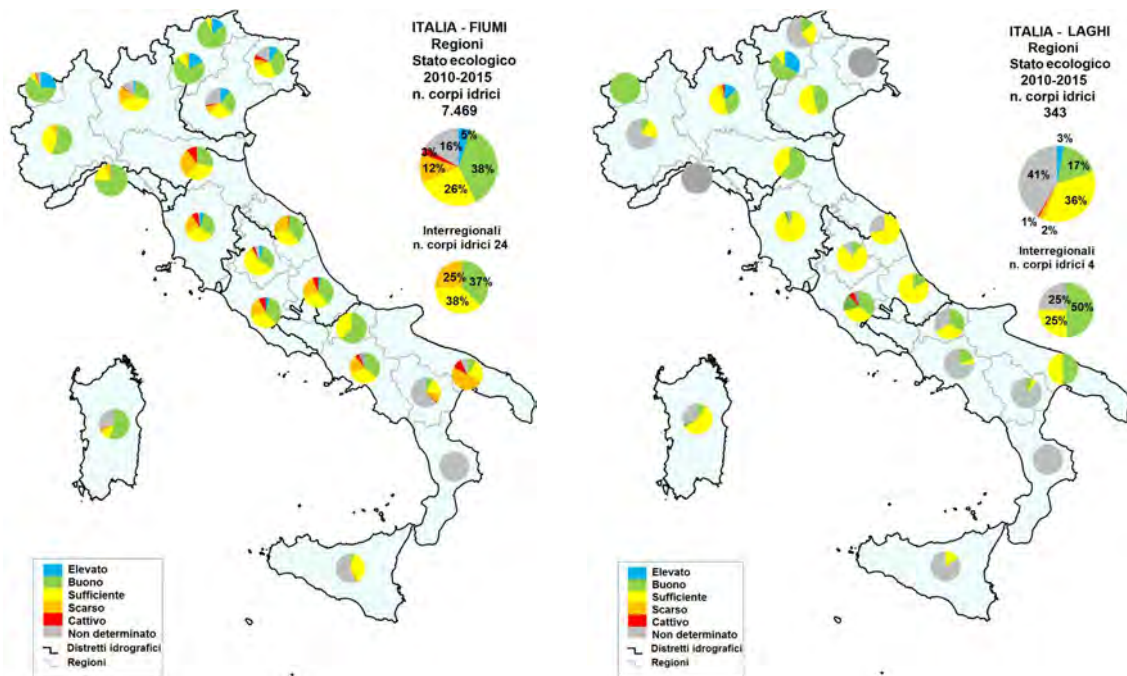 ITALIA - FIUMI
Regioni
Stato ecologico
2010-2015
n. corpi idrici
7.469
5%
16%
3%
12%
38%
26%
Interregionali
n. corpi idrici 24
25%
37%
38%
Elevato
Buono
Sufficiente
Scarso
Cattivo
Non determinato
Distretti idrografici
Regioni
ITALIA - LAGHI
Regioni
Stato ecologico
2010-2015
n. corpi idrici
343
3%
17%
41%
36%
1%
2%
Interregionali
n. corpi idrici 4
25%
50%
25%
Elevato
Buono
Sufficiente
Scarso
Cattivo
Non determinato
Distretti idrografici
Regioni